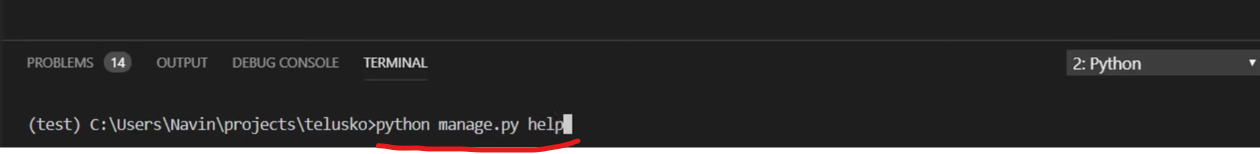 PROBLEMS 14 OUTPUT DEBUG CONSOLE TERMINAL 2: Python
(test) C:\Users\Navin\projects\telusko>python manage.py help